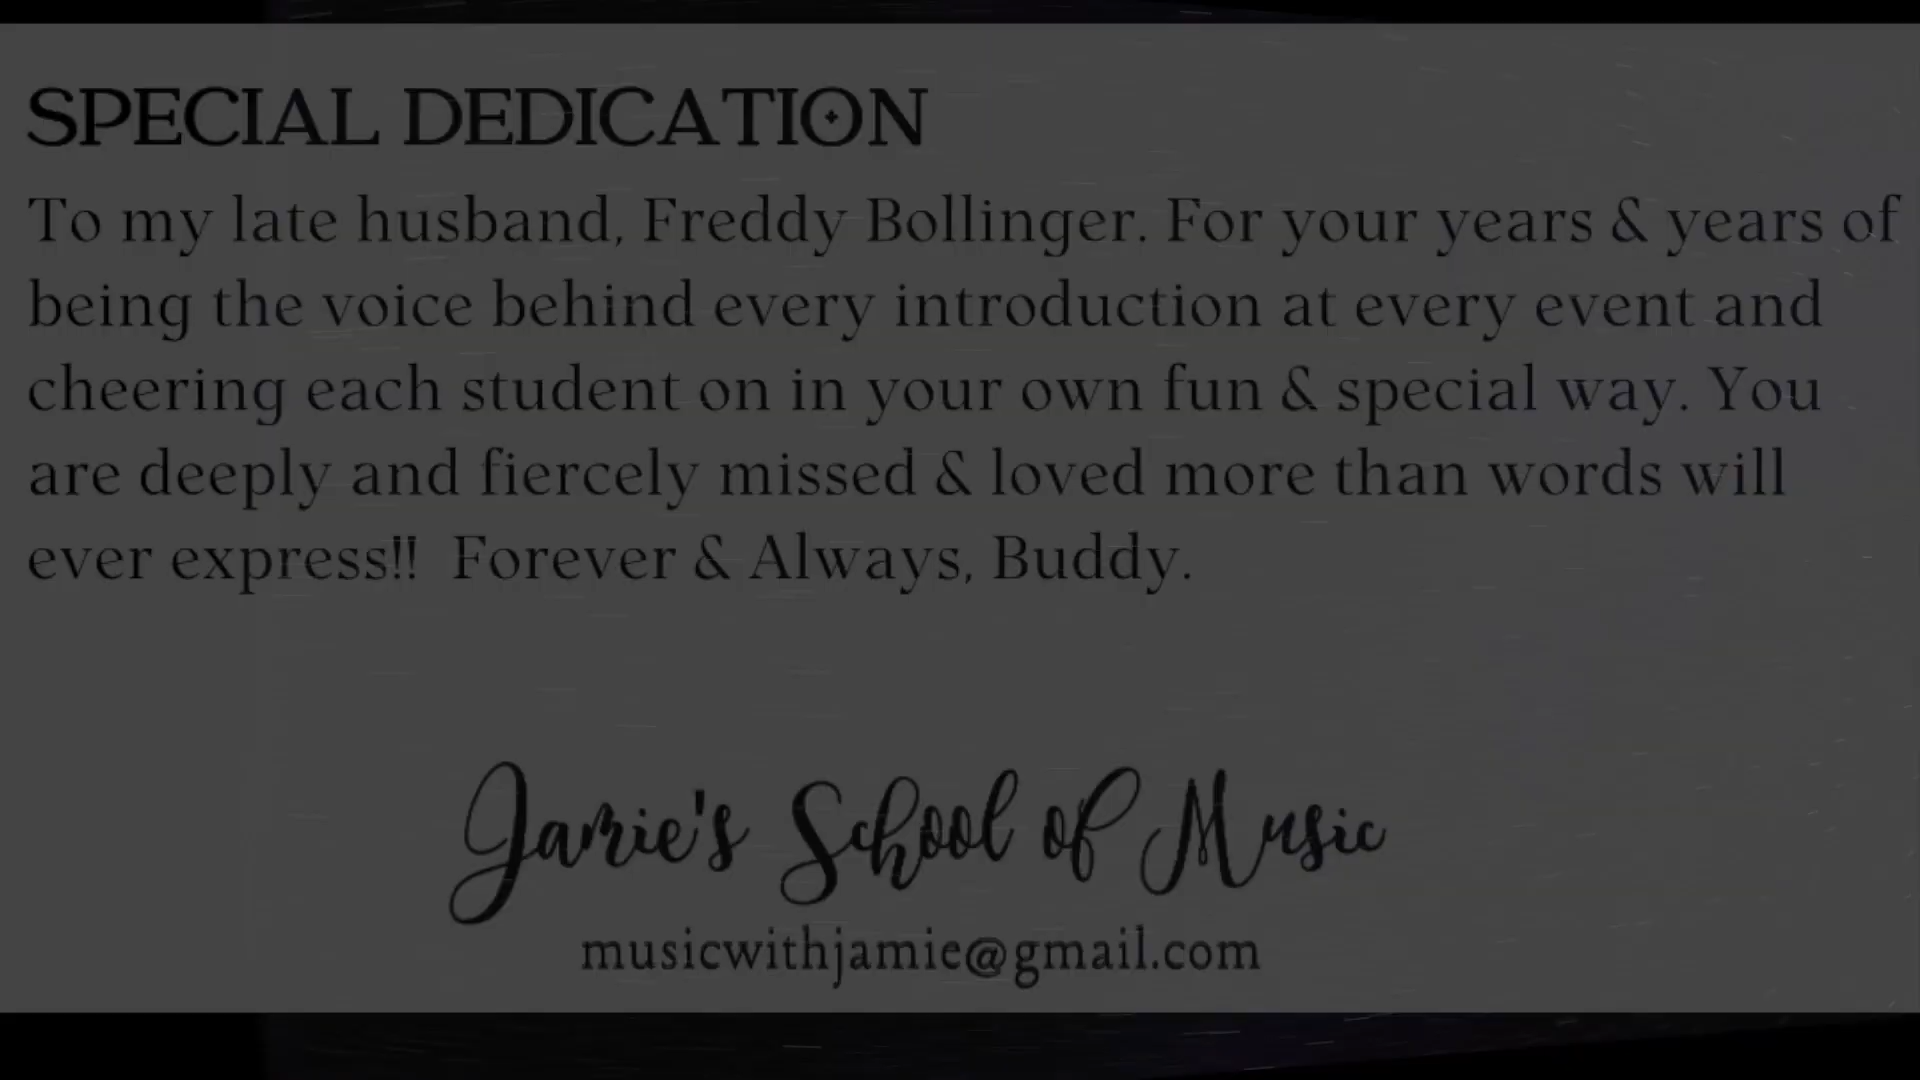 SPECIAL DEDICATION
To my late husband, Freddy Bollinger. For your years & years of
being the voice behind every introduction at every event and
cheering each student on in your own fun & special way. You
are deeply and fiercely missed & loved more than words will
ever express!!  Forever & Always, Buddy.
Jamie's School of Music
musicwithjamie@gmail.com